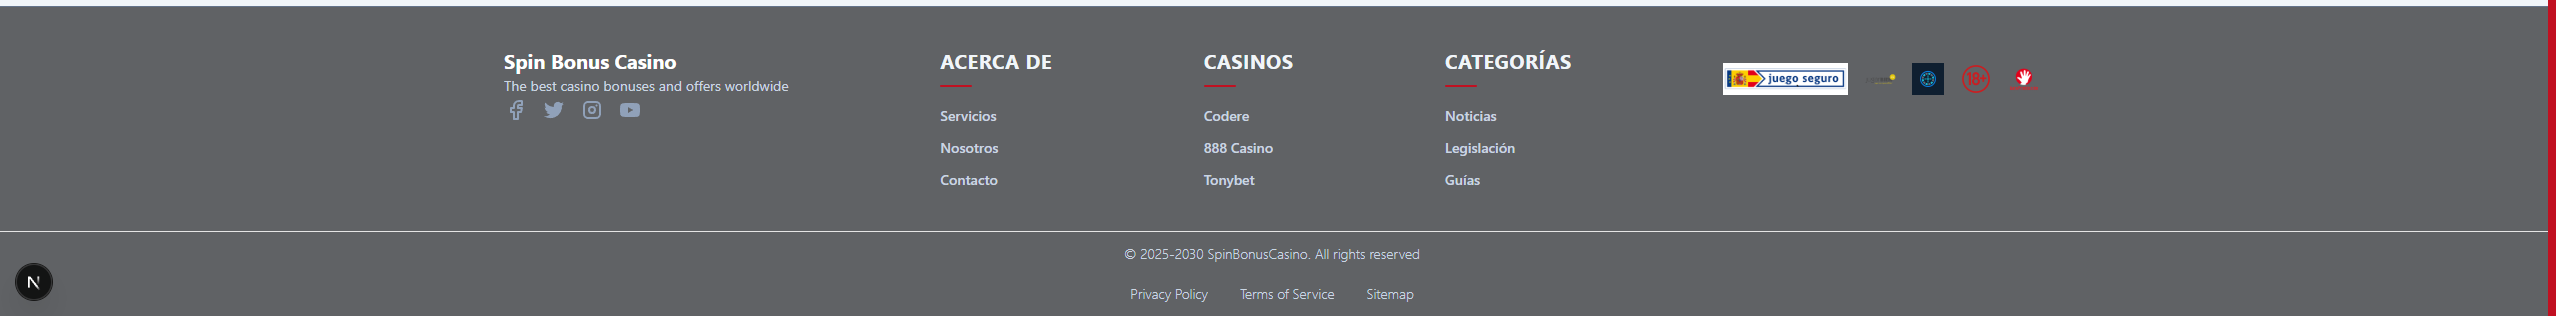 Spin Bonus Casino
The best casino bonuses and offers worldwide
ACERCA DE
Servicios
Nosotros
Contacto
CASINOS
Codere
888 Casino
Tonybet
CATEGORÍAS
Noticias
Legislación
Guías
juego seguro
18+
© 2025-2030 SpinBonusCasino. All rights reserved
Privacy Policy
Terms of Service
Sitemap
N